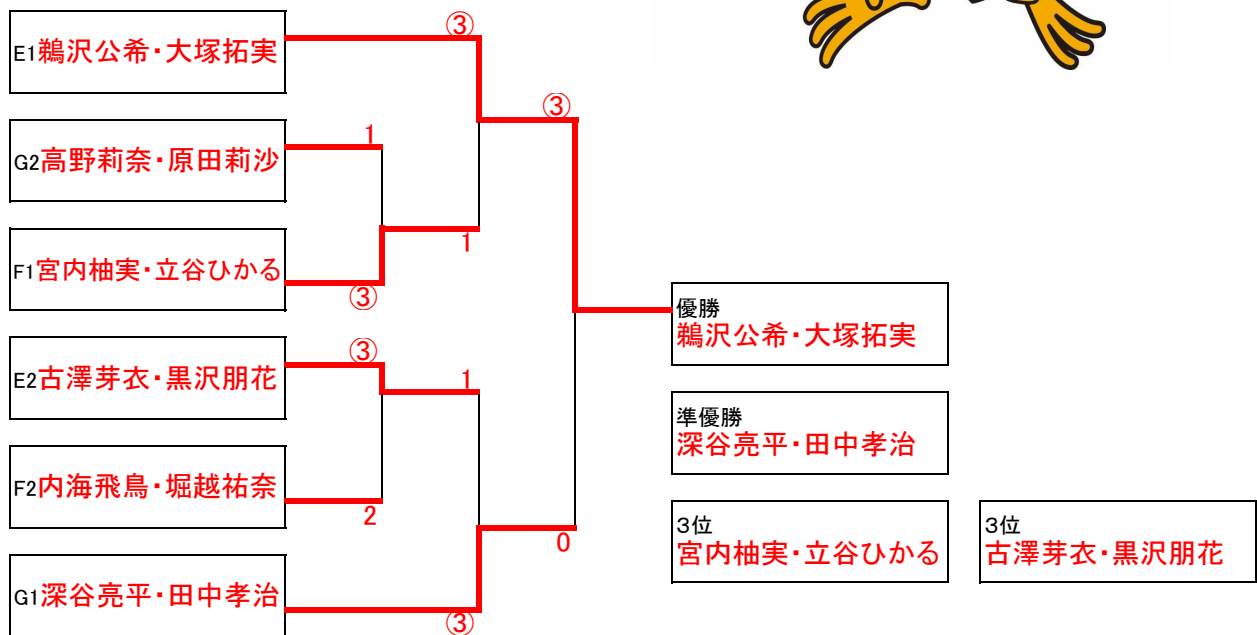 ③
E1鵜沢公希・大塚拓実
③
1
G2高野莉奈・原田莉沙
1
F1宮内柚実・立谷ひかる
③
優勝
鵜沢公希・大塚拓実
③
1
E2古澤芽衣・黒沢朋花
準優勝
深谷亮平・田中孝治
F2内海飛鳥・堀越祐奈
2
0
3位
宮内柚実・立谷ひかる
3位
古澤芽衣・黒沢朋花
G1深谷亮平・田中孝治
③